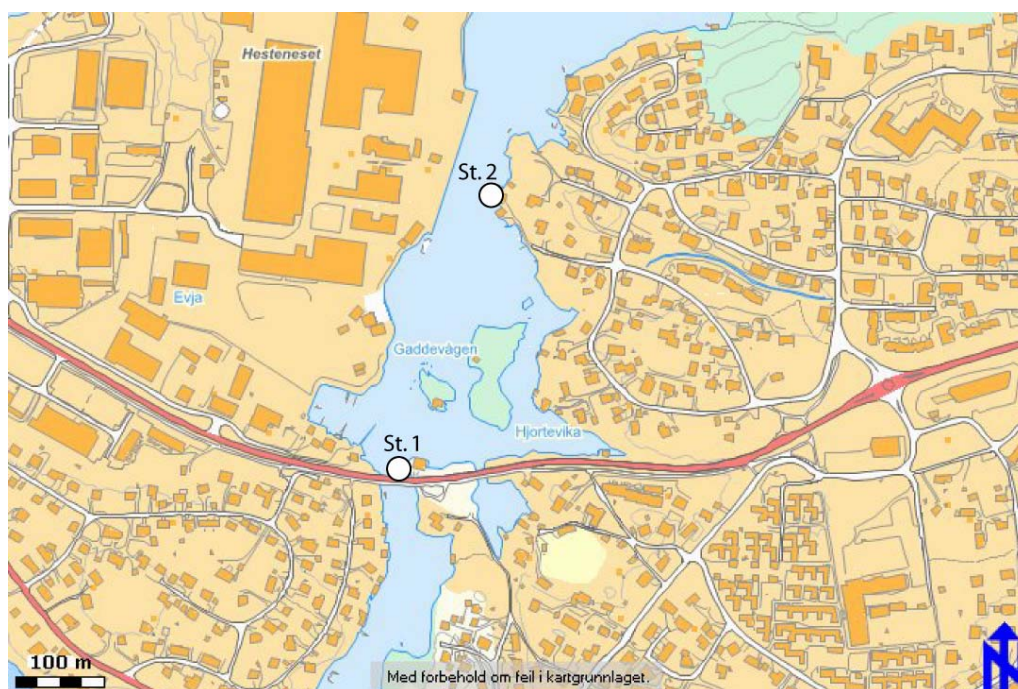 Hesteneset
St. 2
Evja
Gaddevågen
Hjortevika
St. 1
100 m
Med forbehold om feil i kartgrunnlaget.
N